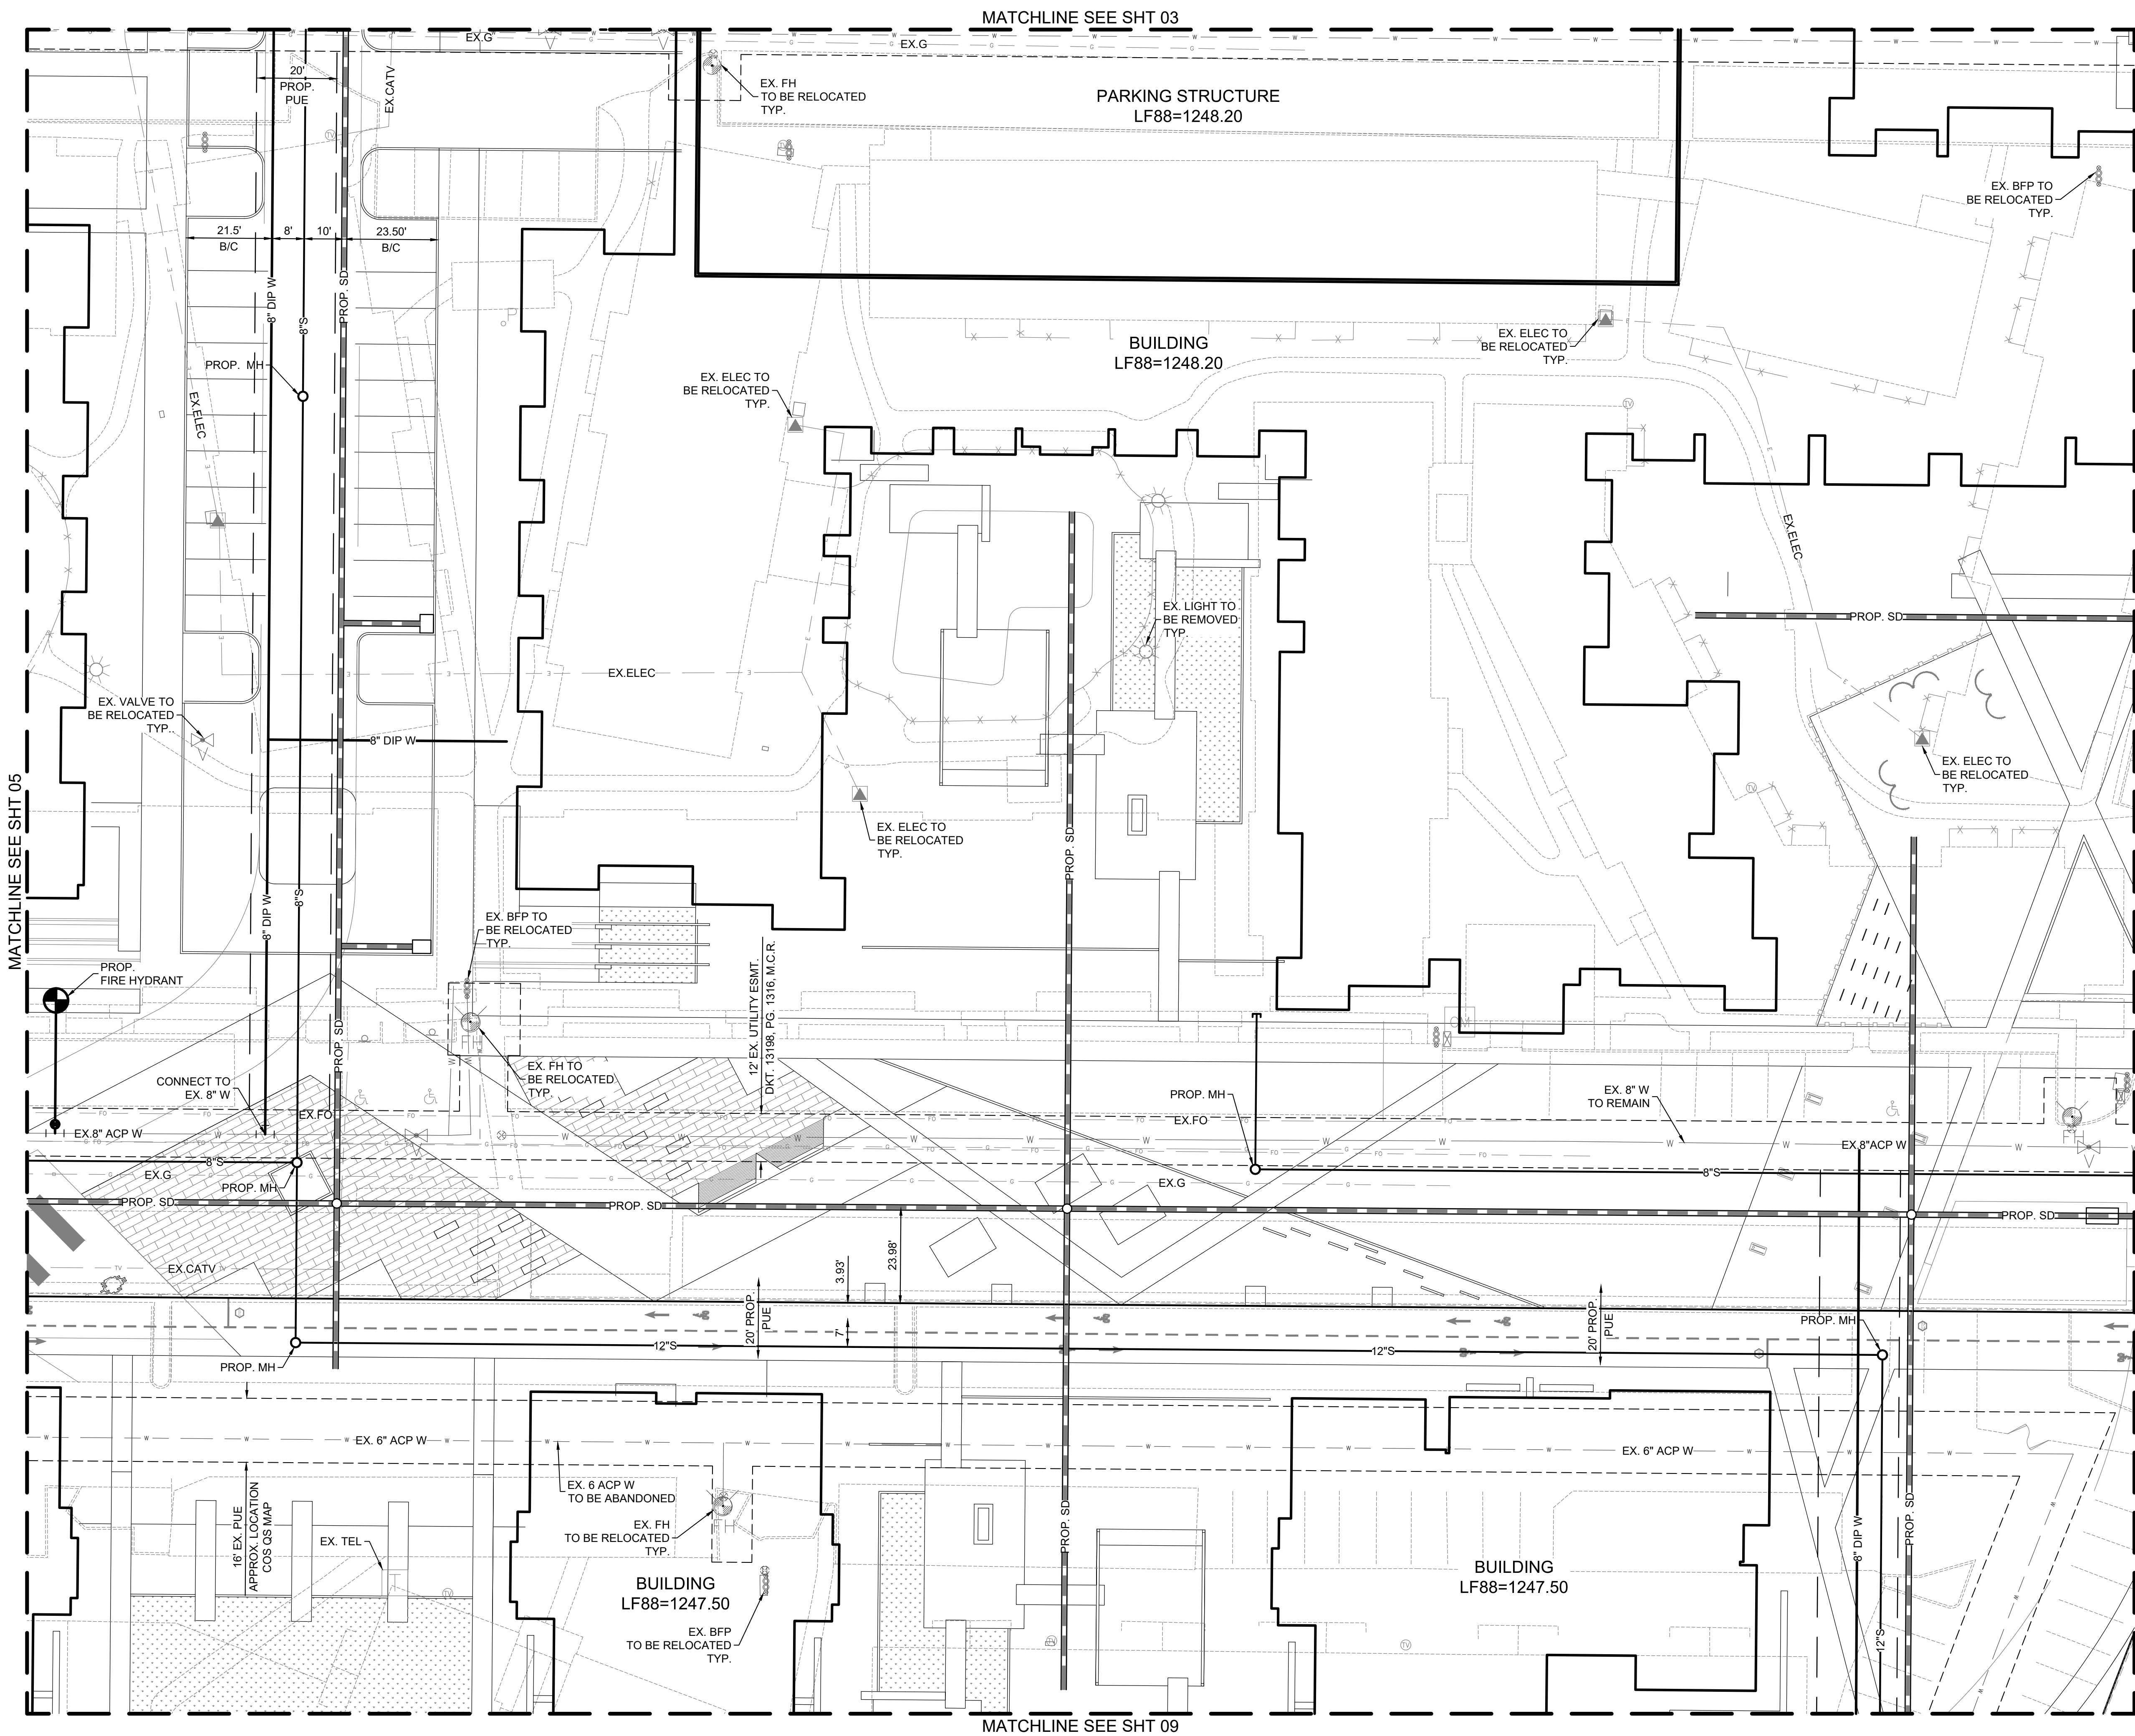 MATCHLINE SEE SHT 03
EX.G
EX.G
20'
PROP.
PUE
EX.CATV
EX. FH
TO BE RELOCATED
TYP.
PARKING STRUCTURE
LF88=1248.20
EX. BFP TO
BE RELOCATED
TYP.
21.5'
B/C
8'
10'
23.50'
B/C
8" DIP W
8"S
PROP. SD
BUILDING
LF88=1248.20
EX. ELEC TO
BE RELOCATED
TYP.
PROP. MH
EX. ELEC TO
BE RELOCATED
TYP.
EX.ELEC
EX.ELEC
EX. LIGHT TO
BE REMOVED
TYP.
PROP. SD
EX.ELEC
EX. VALVE TO
BE RELOCATED
TYP.
8" DIP W
EX. ELEC TO
BE RELOCATED
TYP.
MATCHLINE SEE SHT 05
EX. ELEC TO
BE RELOCATED
TYP.
PROP. SD
8" DIP W
8"S
EX. BFP TO
BE RELOCATED
TYP.
PROP.
FIRE HYDRANT
12' EX. UTILITY ESMT.
DKT. 13198, PG. 1316, M.C.R.
PROP. SD
CONNECT TO
EX. 8" W
EX. FH TO
BE RELOCATED
TYP.
PROP. MH
EX. 8" W
TO REMAIN
EX.FO
EX.FO
EX.8" ACP W
EX.8"ACP W
8"S
EX.G
PROP. MH
EX.G
8"S
PROP. SD
PROP. SD
PROP. SD
EX.CATV
3.93'
23.98'
20' PROP.
PUE
7'
20' PROP.
PUE
PROP. MH
12"S
12"S
PROP. MH
EX. 6" ACP W
EX. 6" ACP W
EX. 6 ACP W
TO BE ABANDONED
16' EX. PUE
APPROX. LOCATION
COS QS MAP
EX. TEL
EX. FH
TO BE RELOCATED
TYP.
PROP. SD
8" DIP W
PROP. SD
BUILDING
LF88=1247.50
BUILDING
LF88=1247.50
EX. BFP
TO BE RELOCATED
TYP.
12"S
MATCHLINE SEE SHT 09